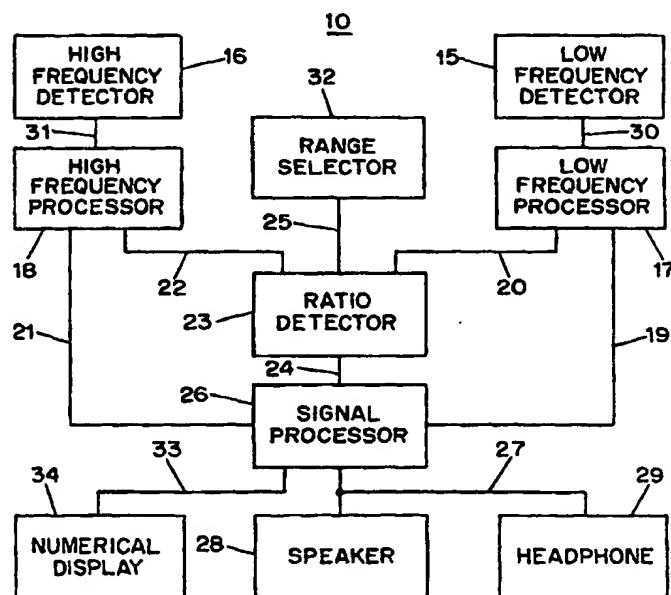 10
HIGH
FREQUENCY
DETECTOR
16
15
LOW
FREQUENCY
DETECTOR
32
31
30
RANGE
SELECTOR
HIGH
FREQUENCY
PROCESSOR
LOW
FREQUENCY
PROCESSOR
25
18
22
20
17
23
RATIO
DETECTOR
21
19
24
26
SIGNAL
PROCESSOR
33
27
34
29
NUMERICAL
DISPLAY
28
SPEAKER
HEADPHONE